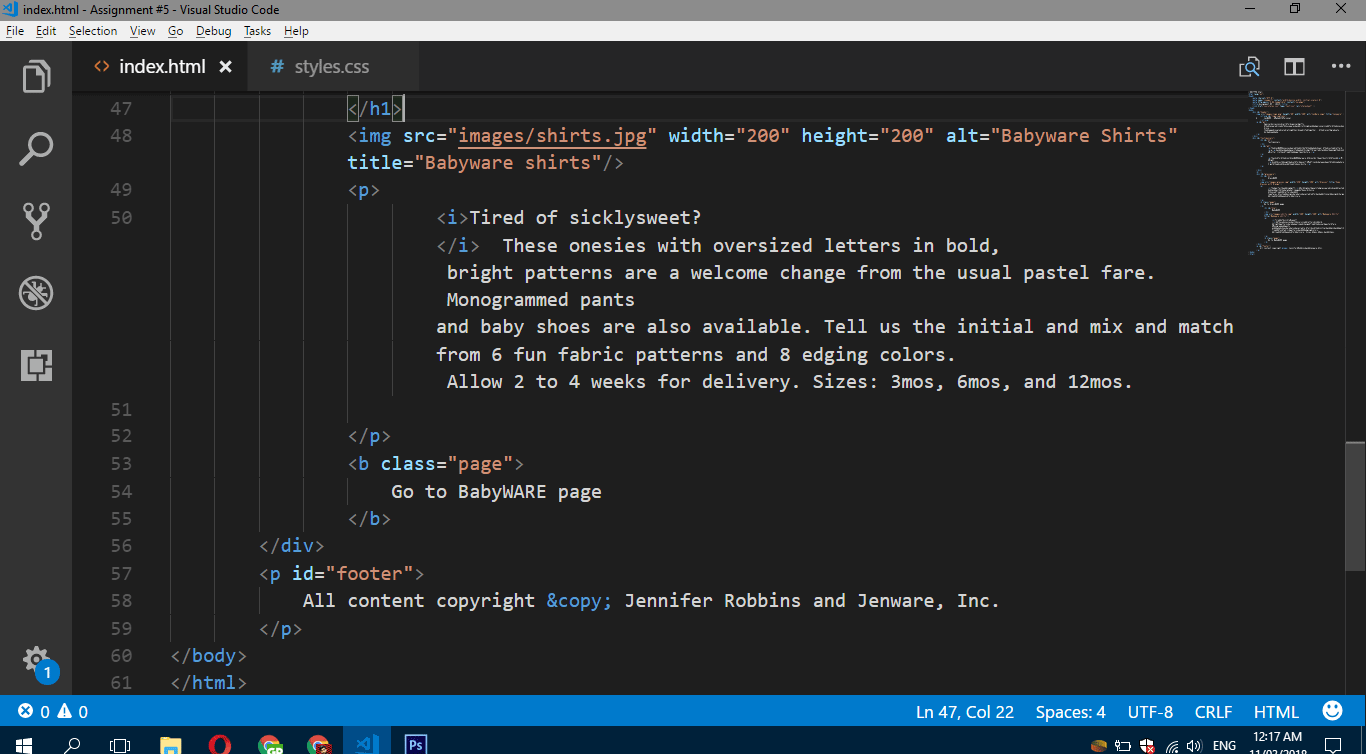 index.html - Assignment #5 - Visual Studio Code
File Edit Selection View Go Debug Tasks Help
<> index.html × # styles.css
47 </h1>
48 <img src="images/shirts.jpg" width="200" height="200" alt="Babyware Shirts"
title="Babyware shirts"/>
49 <p>
50 <i>Tired of sicklysweet?
</i>  These onesies with oversized letters in bold,
bright patterns are a welcome change from the usual pastel fare.
Monogrammed pants
and baby shoes are also available. Tell us the initial and mix and match
from 6 fun fabric patterns and 8 edging colors.
Allow 2 to 4 weeks for delivery. Sizes: 3mos, 6mos, and 12mos.
51
52 </p>
53 <b class="page">
54 Go to BabyWARE page
55 </b>
56 </div>
57 <p id="footer">
58 All content copyright &copy; Jennifer Robbins and Jenware, Inc.
59 </p>
60 </body>
61 </html>
1
0 0 Ln 47, Col 22 Spaces: 4 UTF-8 CRLF HTML
Ps ENG 12:17 AM